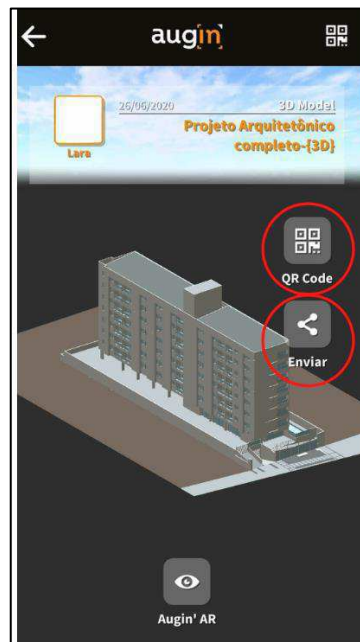 augin
26/06/2020
3D Model
Projeto Arquitetônico
completo-{3D}
Lara
QR Code
Enviar
Augin' AR